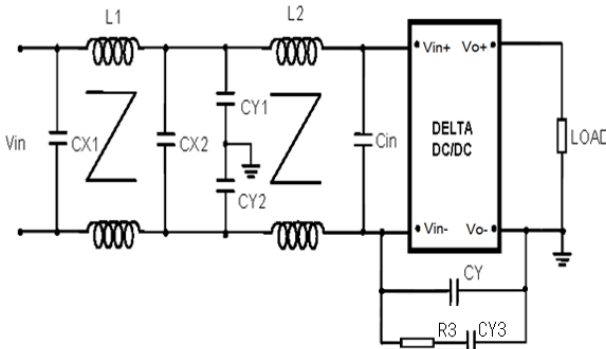 L1
L2
Vin+
Vo+
CY1
Vin
CX1
CX2
Cin
DELTA
DC/DC
LOAD
CY2
Vin-
Vo-
CY
R3
CY3